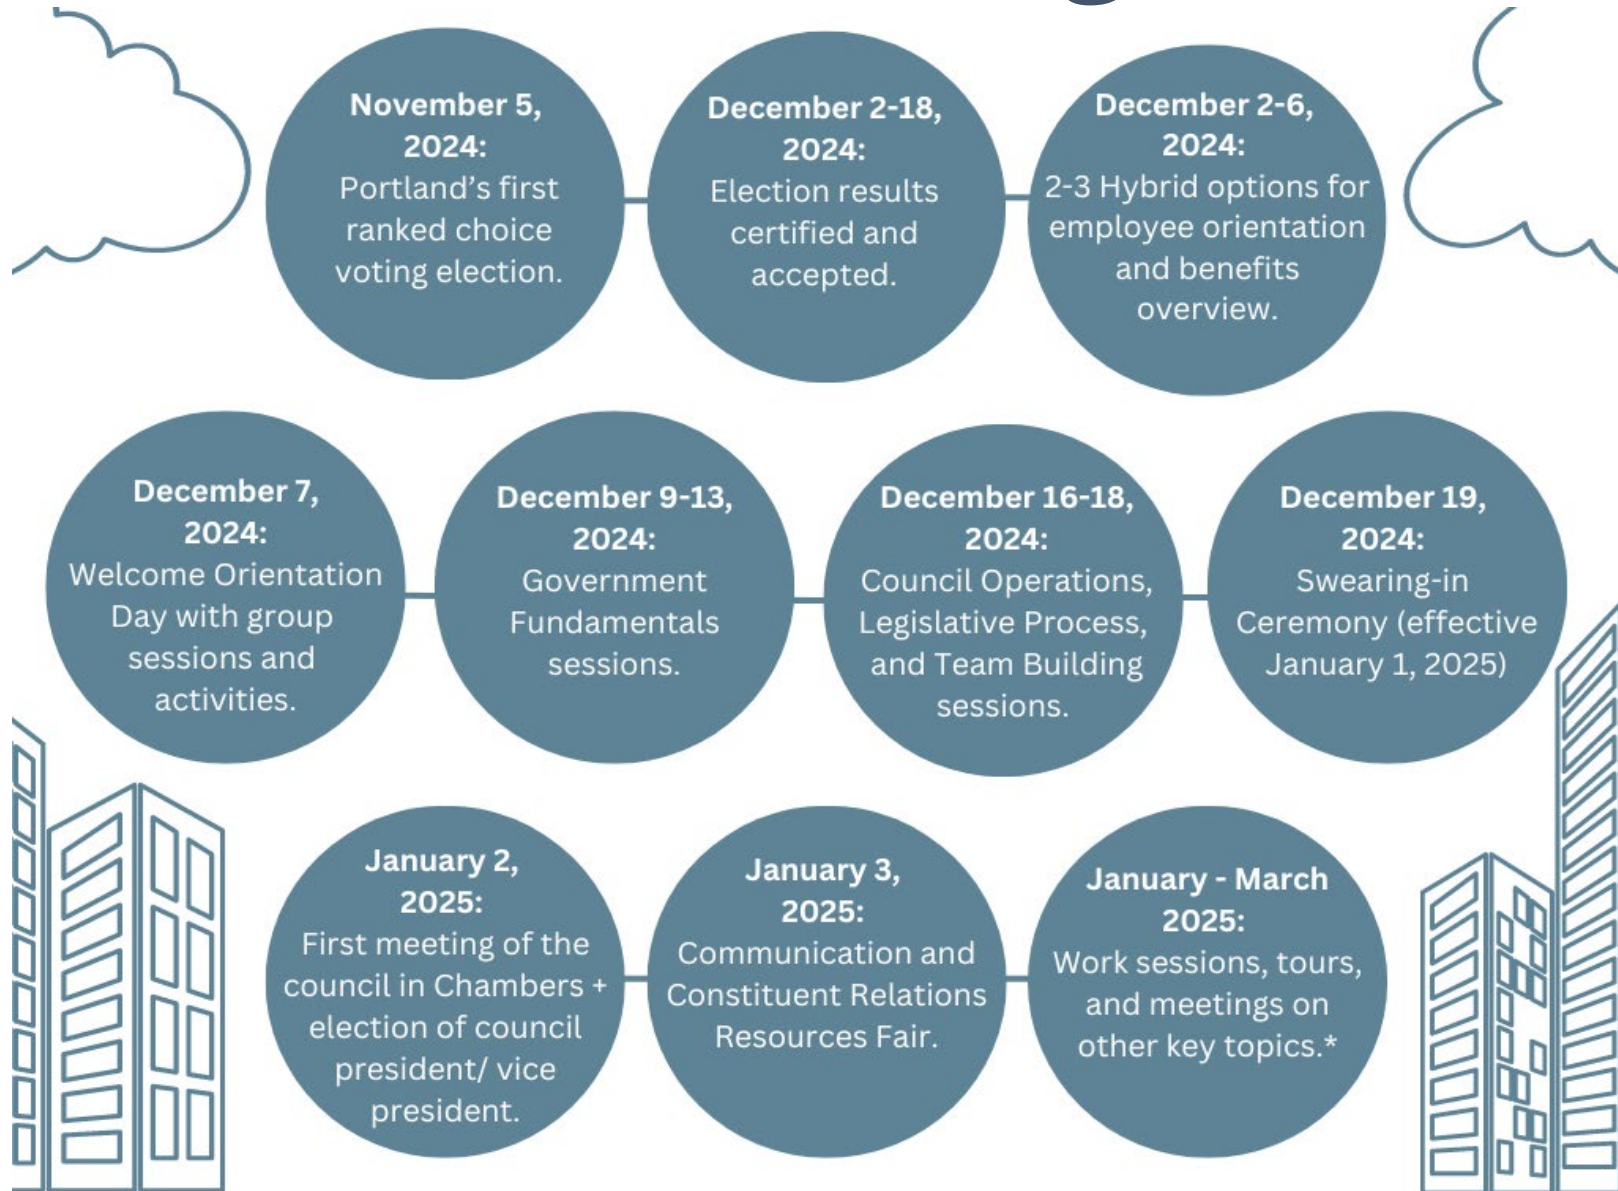 November 5,
2024:
Portland’s first
ranked choice
voting election.
December 2-18,
2024:
Election results
certified and
accepted.
December 2-6,
2024:
2-3 Hybrid options for
employee orientation
and benefits
overview.
December 7,
2024:
Welcome Orientation
Day with group
sessions and
activities.
December 9-13,
2024:
Government
Fundamentals
sessions.
December 16-18,
2024:
Council Operations,
Legislative Process,
and Team Building
sessions.
December 19,
2024:
Swearing-in
Ceremony (effective
January 1, 2025)
January 2,
2025:
First meeting of the
council in Chambers +
election of council
president/ vice
president.
January 3,
2025:
Communication and
Constituent Relations
Resources Fair.
January - March
2025:
Work sessions, tours,
and meetings on
other key topics.*